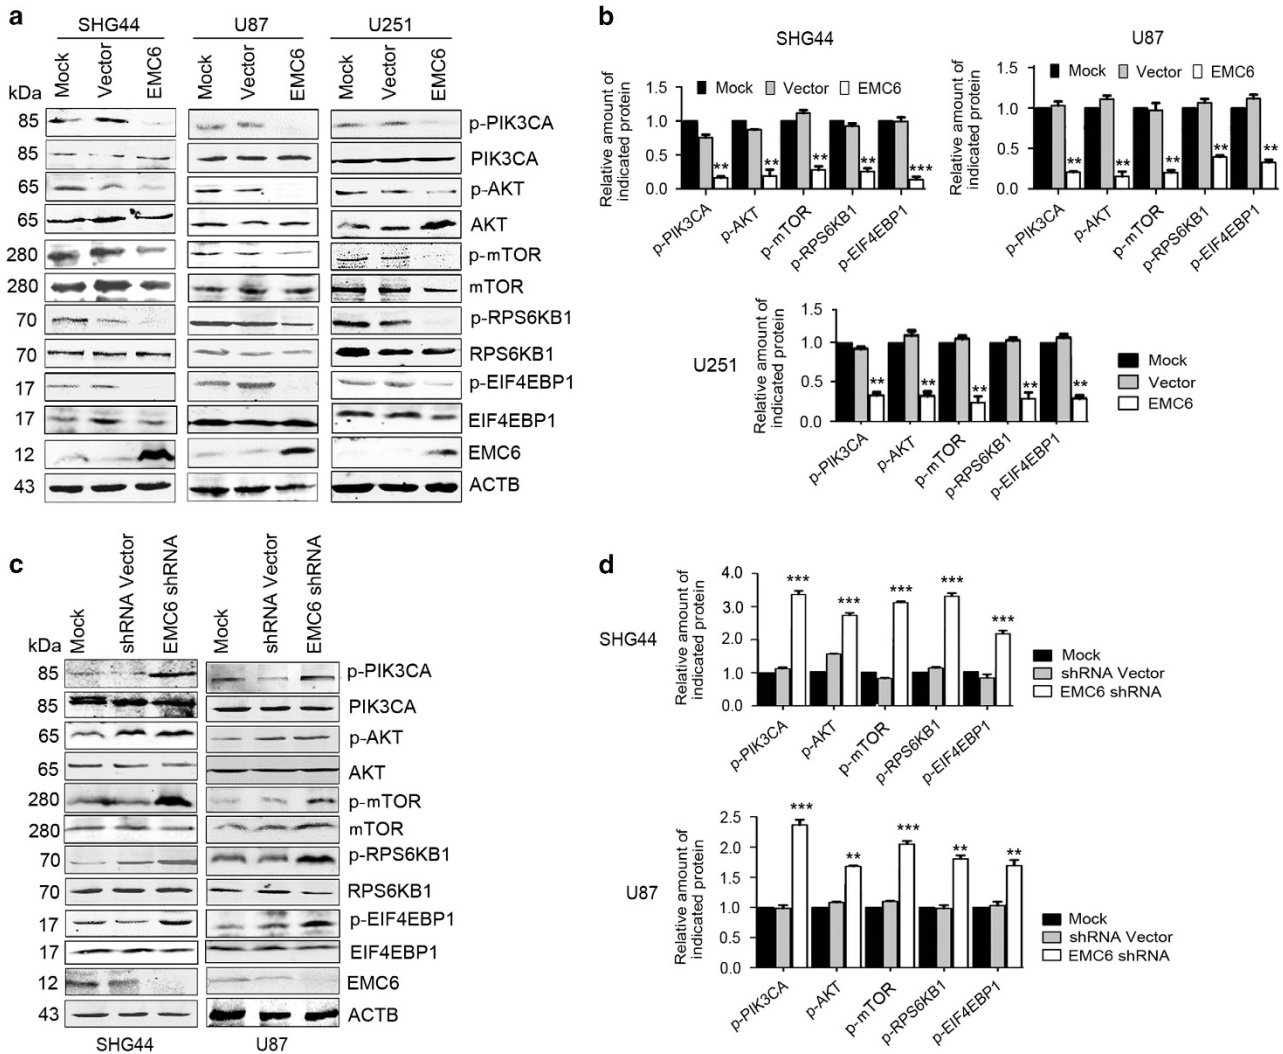 a
SHG44
U87
U251
Mock
Vector
EMC6
Mock
Vector
EMC6
Mock
Vector
EMC6
kDa
85
p-PIK3CA
85
PIK3CA
65
p-AKT
65
AKT
280
p-mTOR
280
mTOR
70
p-RPS6KB1
70
RPS6KB1
17
p-EIF4EBP1
17
EIF4EBP1
12
EMC6
43
ACTB
b
SHG44
Mock Vector EMC6
Relative amount of
indicated protein
1.5
1.0
0.5
0.0
** ** ** ** ***
p-PIK3CA
p-AKT
p-mTOR
p-RPS6KB1
p-EIF4EBP1
U87
Mock Vector EMC6
Relative amount of
indicated protein
1.5
1.0
0.5
0.0
** ** ** ** **
p-PIK3CA
p-AKT
p-mTOR
p-RPS6KB1
p-EIF4EBP1
U251
Relative amount of
indicated protein
1.5
1.0
0.5
0.0
** ** ** ** **
p-PIK3CA
p-AKT
p-mTOR
p-RPS6KB1
p-EIF4EBP1
Mock
Vector
EMC6
c
Mock
shRNA Vector
EMC6 shRNA
Mock
shRNA Vector
EMC6 shRNA
kDa
85
p-PIK3CA
85
PIK3CA
65
p-AKT
65
AKT
280
p-mTOR
280
mTOR
70
p-RPS6KB1
70
RPS6KB1
17
p-EIF4EBP1
17
EIF4EBP1
12
EMC6
43
ACTB
SHG44
U87
d
SHG44
Relative amount of
indicated protein
4.0
3.0
2.0
1.0
0.0
*** *** *** *** ***
p-PIK3CA
p-AKT
p-mTOR
p-RPS6KB1
p-EIF4EBP1
Mock
shRNA Vector
EMC6 shRNA
U87
Relative amount of
indicated protein
2.5
2.0
1.5
1.0
0.5
0.0
*** ** *** ** **
p-PIK3CA
p-AKT
p-mTOR
p-RPS6KB1
p-EIF4EBP1
Mock
shRNA Vector
EMC6 shRNA